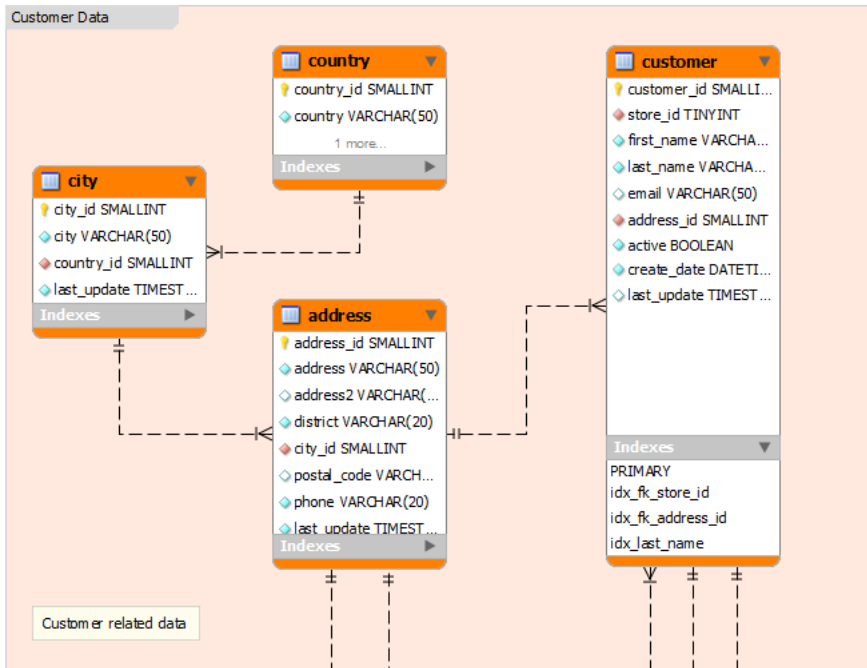 Customer Data
country
country_id SMALLINT
country VARCHAR(50)
1 more...
Indexes
customer
customer_id SMALLI...
store_id TINYINT
first_name VARCHA...
last_name VARCHA...
email VARCHAR(50)
address_id SMALLINT
active BOOLEAN
create_date DATETI...
last_update TIMEST...
Indexes
PRIMARY
idx_fk_store_id
idx_fk_address_id
idx_last_name
city
city_id SMALLINT
city VARCHAR(50)
country_id SMALLINT
last_update TIMEST...
Indexes
address
address_id SMALLINT
address VARCHAR(50)
address2 VARCHAR(...
district VARCHAR(20)
city_id SMALLINT
postal_code VARCH...
phone VARCHAR(20)
last_update TIMEST...
Indexes
Customer related data